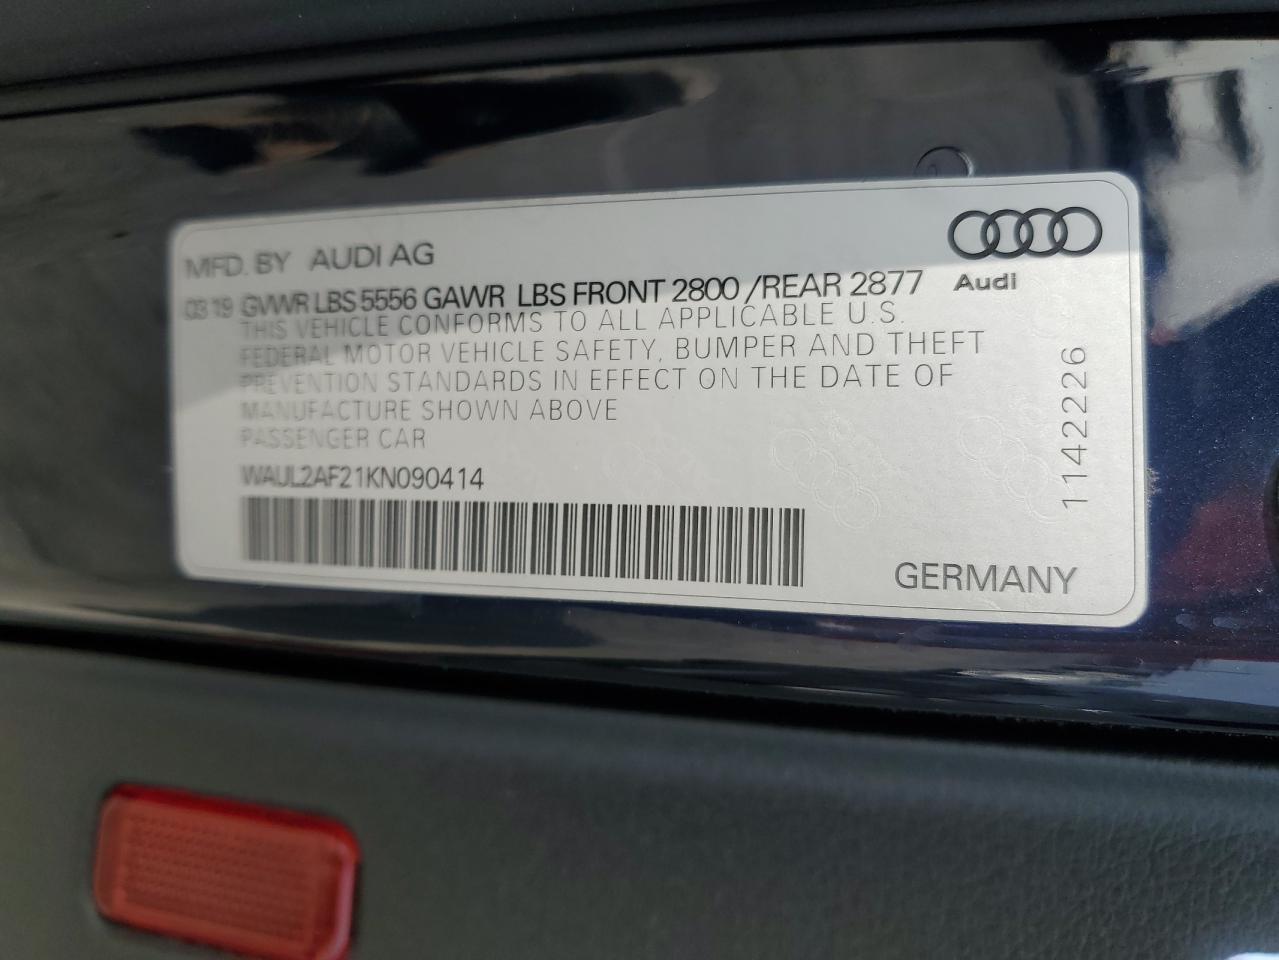 MFD. BY AUDI AG
03 19 GVWR LBS 5556 GAWR LBS FRONT 2800 /REAR 2877
Audi
THIS VEHICLE CONFORMS TO ALL APPLICABLE U.S.
FEDERAL MOTOR VEHICLE SAFETY, BUMPER AND THEFT
PREVENTION STANDARDS IN EFFECT ON THE DATE OF
MANUFACTURE SHOWN ABOVE
PASSENGER CAR
WAUL2AF21KN090414
11422226
GERMANY